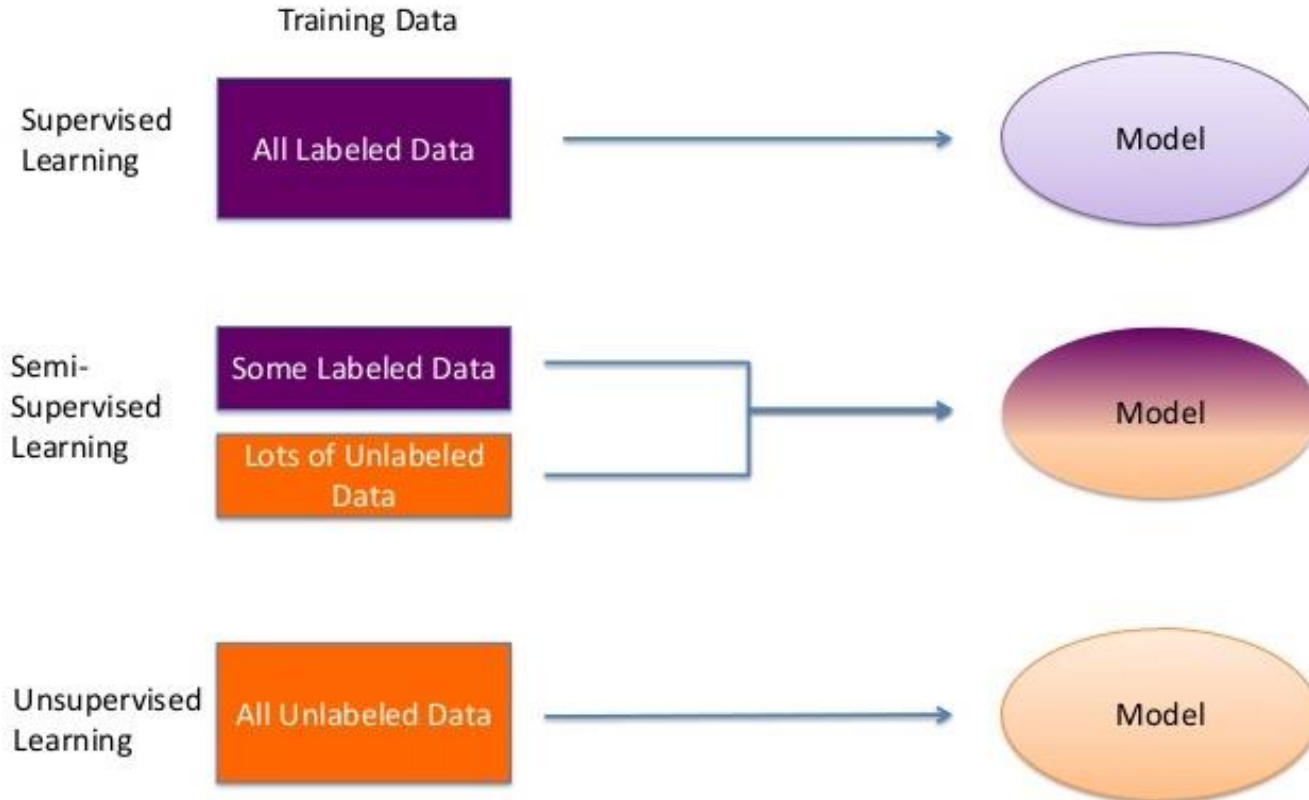 Training Data
Supervised
Learning
All Labeled Data
Model
Semi-
Supervised
Learning
Some Labeled Data
Lots of Unlabeled
Data
Model
Unsupervised
Learning
All Unlabeled Data
Model